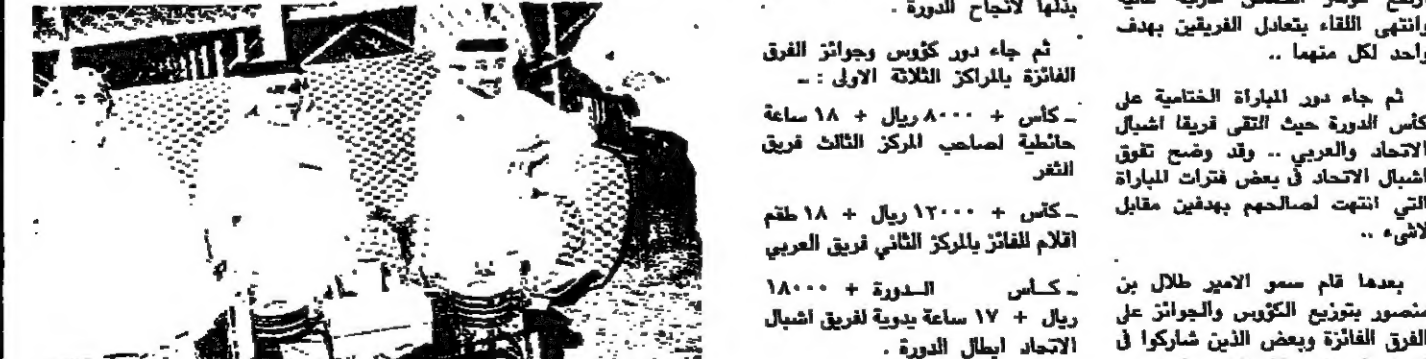 وانتهى اللقاء بتعادل الفريقين بهدف
واحد لكل منهما ..
ثم جاء دور المباراة الختامية على
كأس الدورة حيث التقى فريقا اشبال
الاتحاد والعربي .. وقد وضح تفوق
اشبال الاتحاد في بعض فترات المباراة
التي انتهت لصالحهم بهدفين مقابل
لاشيء ..
بعدها قام سمو الامير طلال بن
منصور بتوزيع الكؤوس والجوائز على
الفرق الفائزة وبعض الذين شاركوا في
بذلها لانجاح الدورة .
ثم جاء دور كؤوس وجوائز الفرق
الفائزة بالمراكز الثلاثة الاولى : ـ
ـ كأس + ٨٠٠٠ ريال + ١٨ ساعة
حائطية لصاحب المركز الثالث فريق
الثغر
ـ كأس + ١٢٠٠٠ ريال + ١٨ طقم
اقلام للفائز بالمركز الثاني فريق العربي
ـ كــاس الــدورة + ١٨٠٠٠
ريال + ١٧ ساعة يدوية لفريق اشبال
الاتحاد ابطال الدورة .